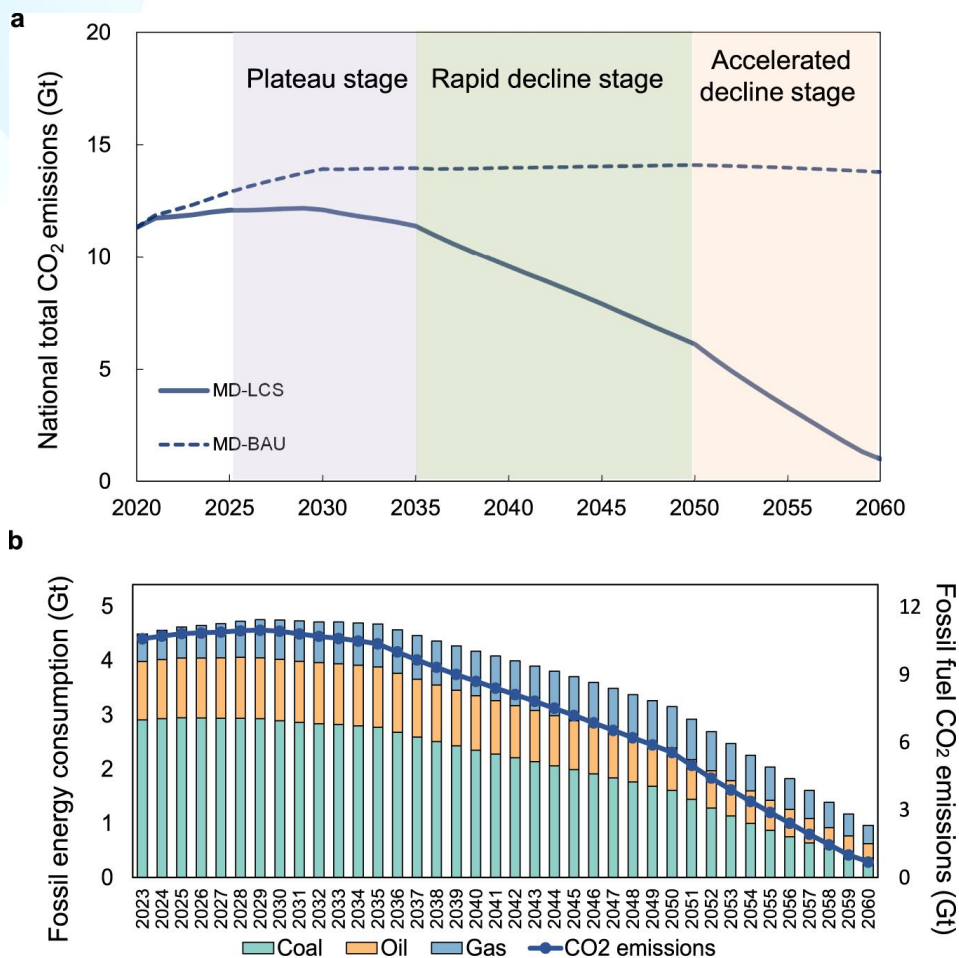 a
National total CO₂ emissions (Gt)
20
15
10
5
0
Plateau stage
Rapid decline stage
Accelerated
decline stage
MD-LCS
MD-BAU
2020 2025 2030 2035 2040 2045 2050 2055 2060
b
Fossil energy consumption (Gt)
5
4
3
2
1
0
Fossil fuel CO₂ emissions (Gt)
12
9
6
3
0
2023 2024 2025 2026 2027 2028 2029 2030 2031 2032 2033 2034 2035 2036 2037 2038 2039 2040 2041 2042 2043 2044 2045 2046 2047 2048 2049 2050 2051 2052 2053 2054 2055 2056 2057 2058 2059 2060
Coal Oil Gas CO2 emissions